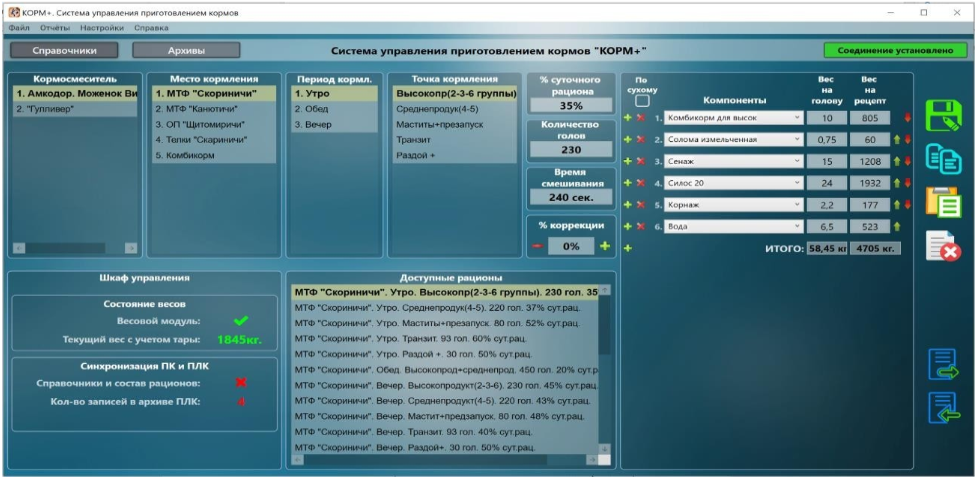 КОРМ+. Система управления приготовлением кормов
Файл Отчёты Настройки Справка
Справочники
Архивы
Система управления приготовлением кормов "КОРМ+"
Соединение установлено
Кормосмеситель
1. Амкодор. Моженок Ви
2. "Гулливер"
Место кормления
1. МТФ "Скориничи"
2. МТФ "Канютичи"
3. ОП "Щитомиричи"
4. Телки "Скариничи"
5. Комбикорм
Период кормл.
1. Утро
2. Обед
3. Вечер
Точка кормления
Высокопр(2-3-6 группы)
Среднепродук(4-5)
Маститы+презапуск
Транзит
Раздой +
% суточного
рациона
35%
Количество
голов
230
Время
смешивания
240 сек.
% коррекции
0%
По
сухому
Компоненты
Вес
на
голову
Вес
на
рецепт
1. Комбикорм для высок 10 805
2. Солома измельченная 0,75 60
3. Сенаж 15 1208
4. Силос 20 24 1932
5. Корнаж 2,2 177
6. Вода 6,5 523
ИТОГО: 58,45 кг 4705 кг.
Шкаф управления
Состояние весов
Весовой модуль:
Текущий вес с учетом тары: 1845кг.
Синхронизация ПК и ПЛК
Справочники и состав рационов:
Кол-во записей в архиве ПЛК: 4
Доступные рационы
МТФ "Скориничи". Утро. Высокопр(2-3-6 группы). 230 гол. 35
МТФ "Скориничи". Утро. Среднепродук(4-5). 220 гол. 37% сут.рац.
МТФ "Скориничи". Утро. Маститы+презапуск. 80 гол. 52% сут.рац.
МТФ "Скориничи". Утро. Транзит. 93 гол. 60% сут.рац.
МТФ "Скориничи". Утро. Раздой +. 30 гол. 50% сут.рац.
МТФ "Скориничи". Обед. Высокопрод+среднепрод. 450 гол. 20% сут.р
МТФ "Скориничи". Вечер. Высокопродукт(2-3-6). 230 гол. 45% сут.рац.
МТФ "Скориничи". Вечер. Среднепродукт(4-5). 220 гол. 43% сут.рац.
МТФ "Скориничи". Вечер. Мастит+предзапуск. 80 гол. 48% сут.рац.
МТФ "Скориничи". Вечер. Транзит. 93 гол. 40% сут.рац.
МТФ "Скориничи". Вечер. Раздой+. 30 гол. 50% сут.рац.